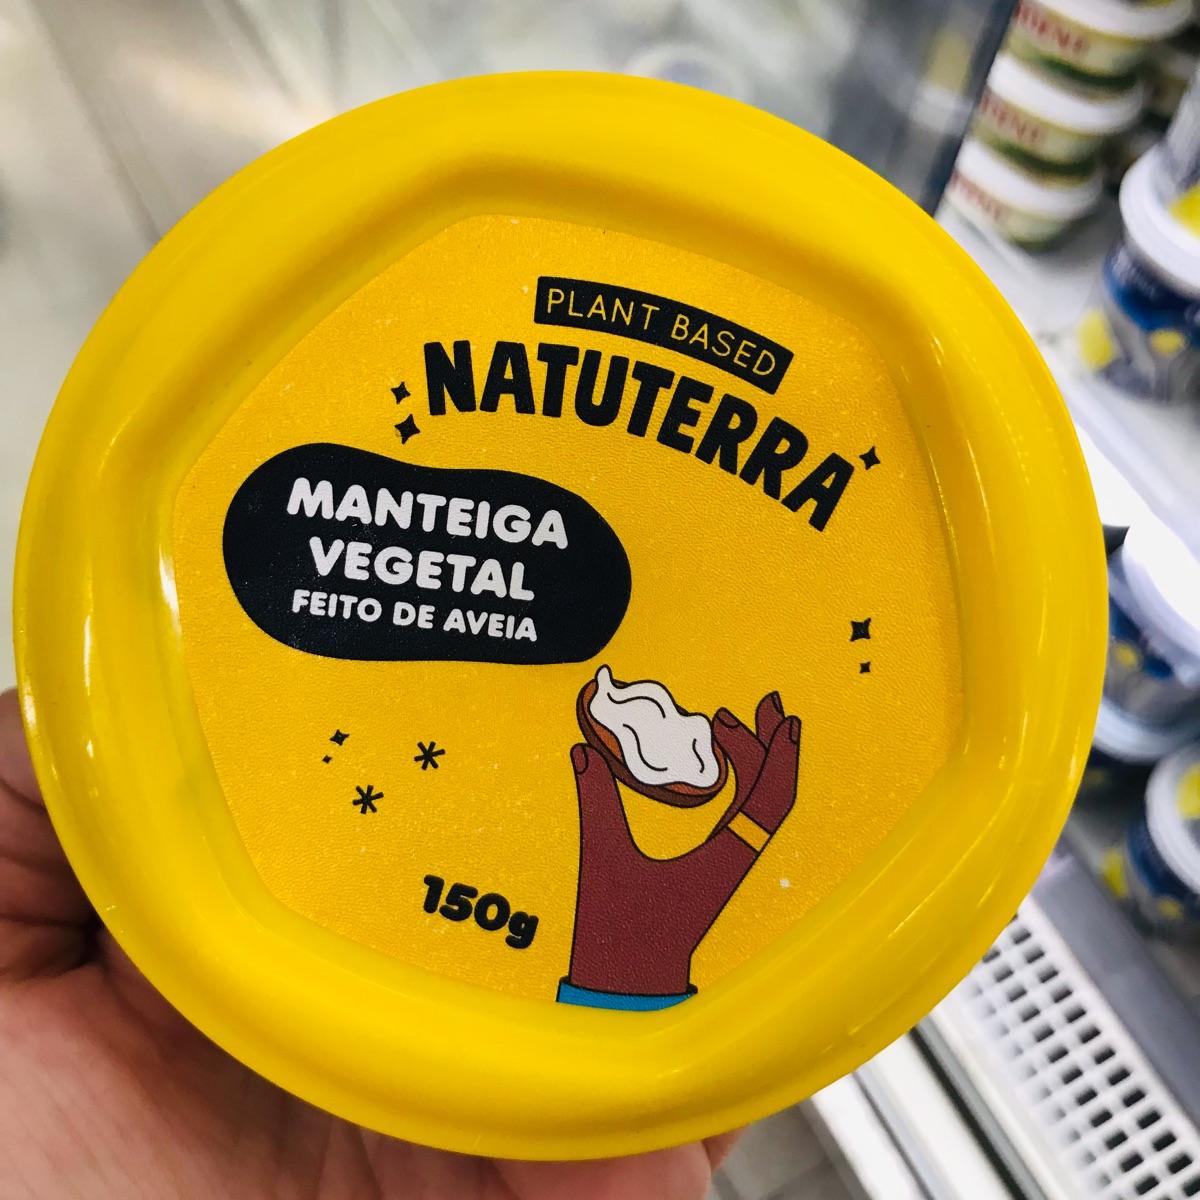 PLANT BASED
NATUTERRA
MANTEIGA
VEGETAL
FEITO DE AVEIA
150g